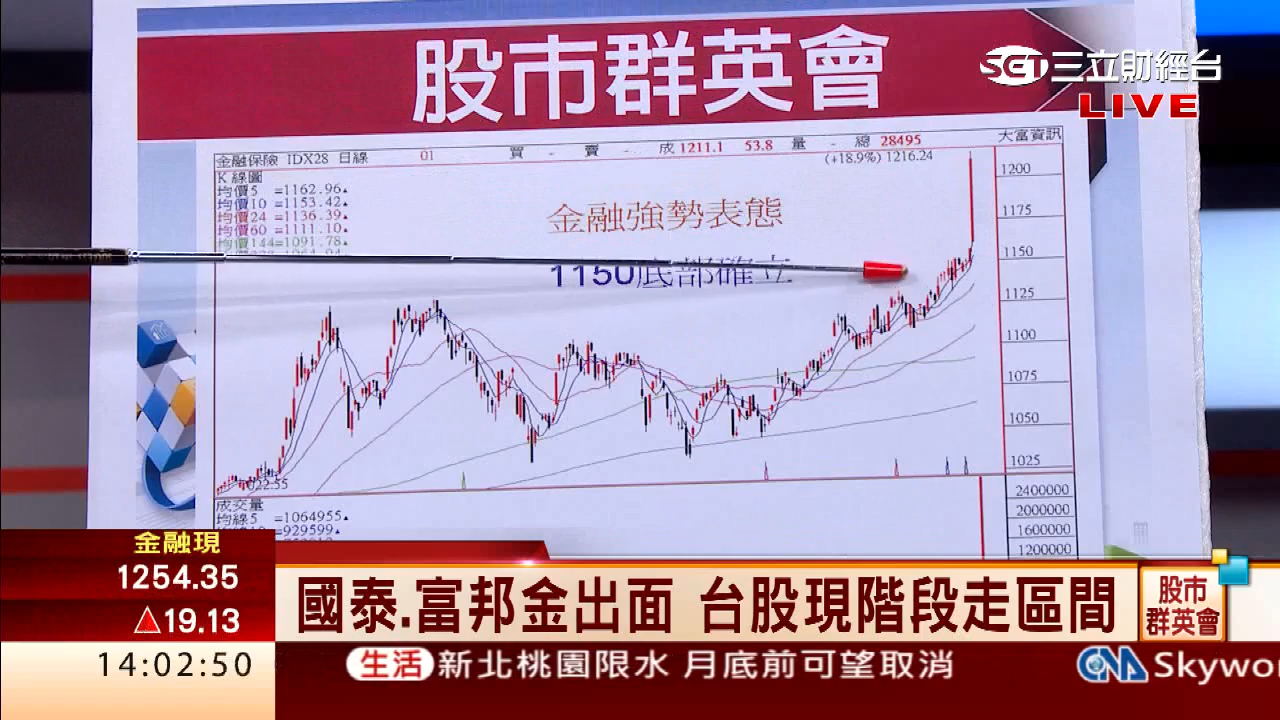 股市群英會
SET三立財經台
LIVE
金融保險 IDX28 日線 01 買 - 賣 - 成 1211.1 53.8 量 - 總 28495 大富資訊
(+18.9%) 1216.24
K線圖
均價5 =1162.96▲
均價10 =1153.42▲
均價24 =1136.39▲
均價60 =1111.10▲
均價144=1091.78▲
金融強勢表態
1150底部確立
1200
1175
1150
1125
1100
1075
1050
1025
1022.55
成交量
均線5 =1064955▲
=929599▲
2400000
2000000
1600000
1200000
金融現
1254.35
△19.13
國泰.富邦金出面 台股現階段走區間
股市
群英會
14:02:50
生活 新北桃園限水 月底前可望取消
CNA Skywor